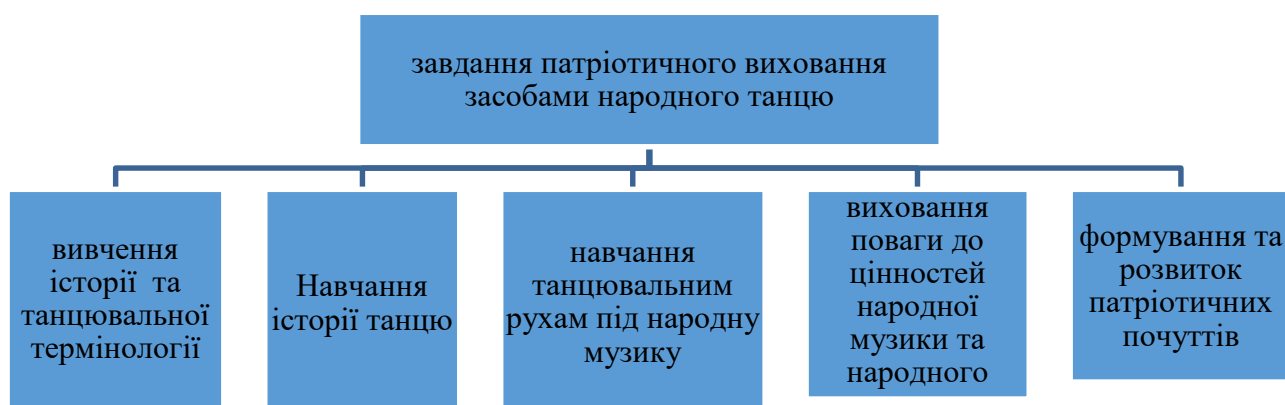 завдання патріотичного виховання
засобами народного танцю
вивчення
історії та
танцювальної
термінології
Навчання
історії танцю
навчання
танцювальним
рухам під народну
музику
виховання
поваги до
цінностей
народної
музики та
народного
формування та
розвиток
патріотичних
почуттів